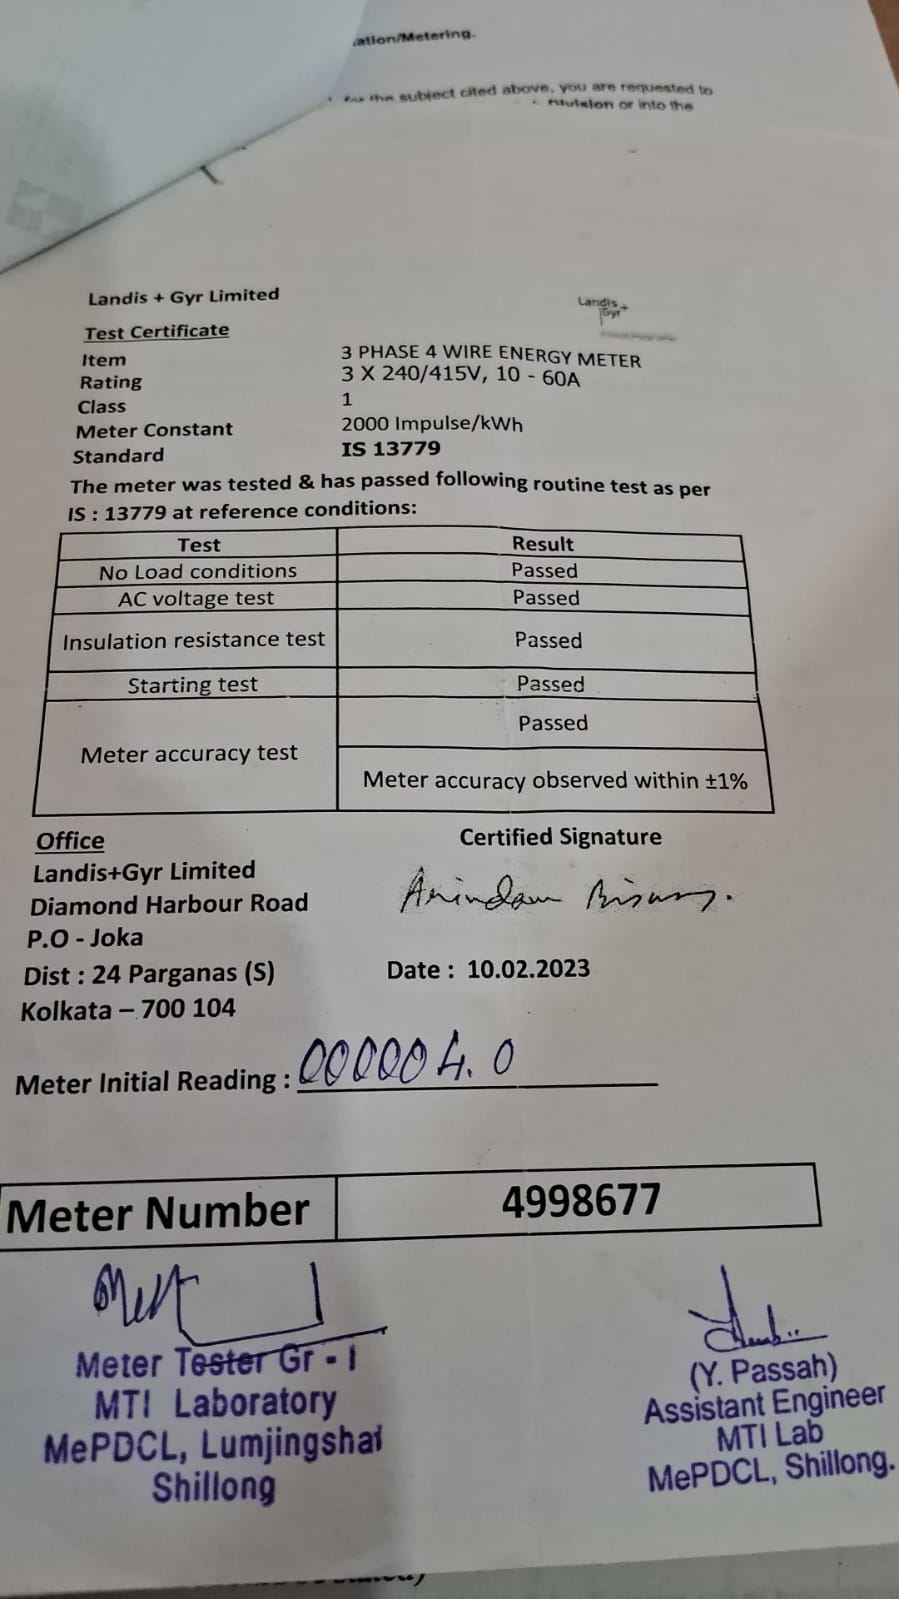 ation/Metering.
for the subject cited above, you are requested to
or into the
Landis + Gyr Limited
Landis
Gyr+
Test Certificate
Item 3 PHASE 4 WIRE ENERGY METER
Rating 3 X 240/415V, 10 - 60A
Class 1
Meter Constant 2000 Impulse/kWh
Standard IS 13779
The meter was tested & has passed following routine test as per
IS : 13779 at reference conditions:
Test Result
No Load conditions Passed
AC voltage test Passed
Insulation resistance test Passed
Starting test Passed
Meter accuracy test Passed
Meter accuracy observed within ±1%
Office Certified Signature
Landis+Gyr Limited
Diamond Harbour Road
P.O - Joka
Dist : 24 Parganas (S) Date : 10.02.2023
Kolkata – 700 104
Meter Initial Reading : 000004.0
Meter Number 4998677
Meter Tester Gr - I
MTI Laboratory
MePDCL, Lumjingshai
Shillong
(Y. Passah)
Assistant Engineer
MTI Lab
MePDCL, Shillong.